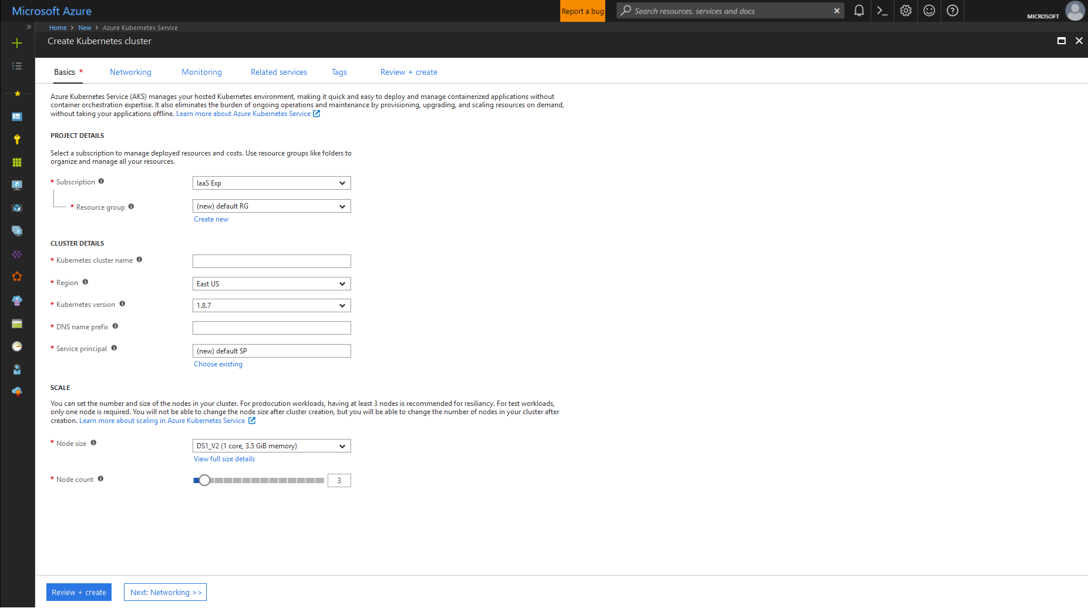 Microsoft Azure
Report a bug
Search resources, services and docs
MICROSOFT
Home > New > Azure Kubernetes Service
Create Kubernetes cluster
Basics *
Networking
Monitoring
Related services
Tags
Review + create
Azure Kubernetes Service (AKS) manages your hosted Kubernetes environment, making it quick and easy to deploy and manage containerized applications without
container orchestration expertise. It also eliminates the burden of ongoing operations and maintenance by provisioning, upgrading, and scaling resources on demand,
without taking your applications offline. Learn more about Azure Kubernetes Service
PROJECT DETAILS
Select a subscription to manage deployed resources and costs. Use resource groups like folders to
organize and manage all your resources.
* Subscription
IaaS Exp
* Resource group
(new) default RG
Create new
CLUSTER DETAILS
* Kubernetes cluster name
* Region
East US
* Kubernetes version
1.8.7
* DNS name prefix
* Service principal
(new) default SP
Choose existing
SCALE
You can set the number and size of the nodes in your cluster. For prodocution workloads, having at least 3 nodes is recommended for resiliancy. For test workloads,
only one node is required. You will not be able to change the node size after cluster creation, but you will be able to change the number of nodes in your cluster after
creation. Learn more about scaling in Azure Kubernetes Service
* Node size
DS1_V2 (1 core, 3.5 GiB memory)
View full size details
* Node count
3
Review + create
Next: Networking >>